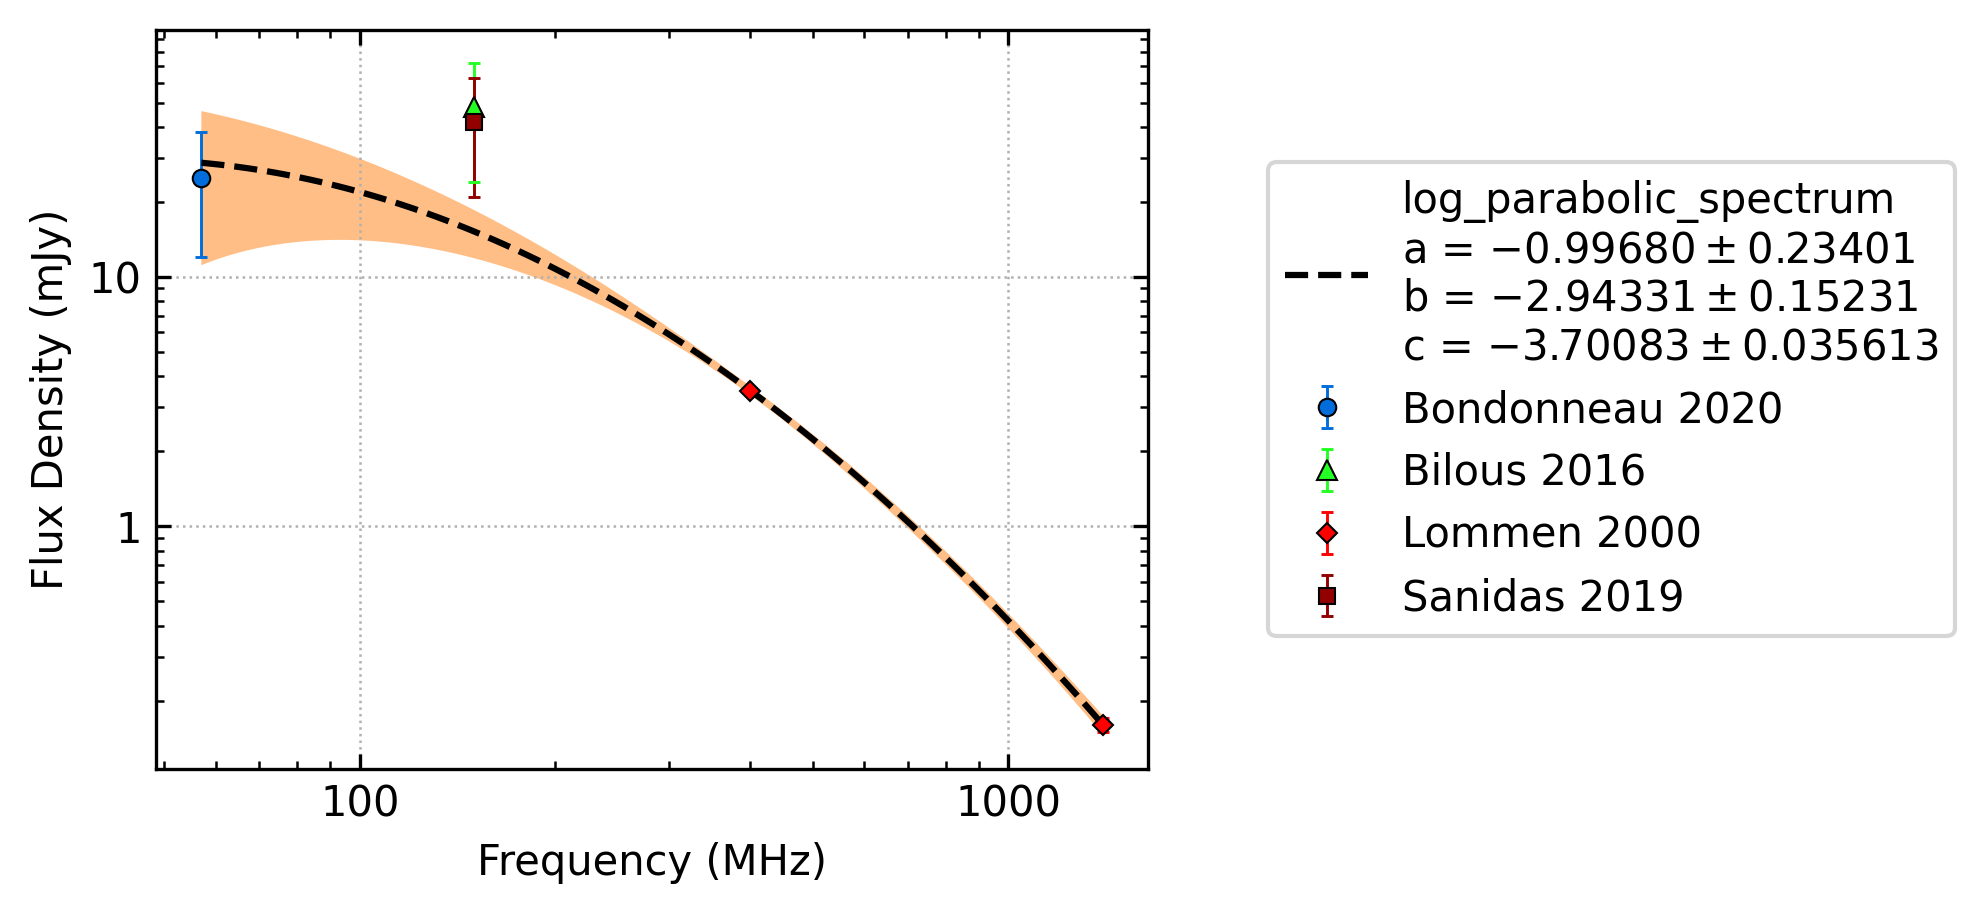 Flux Density (mJy)
10
1
100
1000
Frequency (MHz)
log_parabolic_spectrum
a = −0.99680 ± 0.23401
b = −2.94331 ± 0.15231
c = −3.70083 ± 0.035613
Bondonneau 2020
Bilous 2016
Lommen 2000
Sanidas 2019